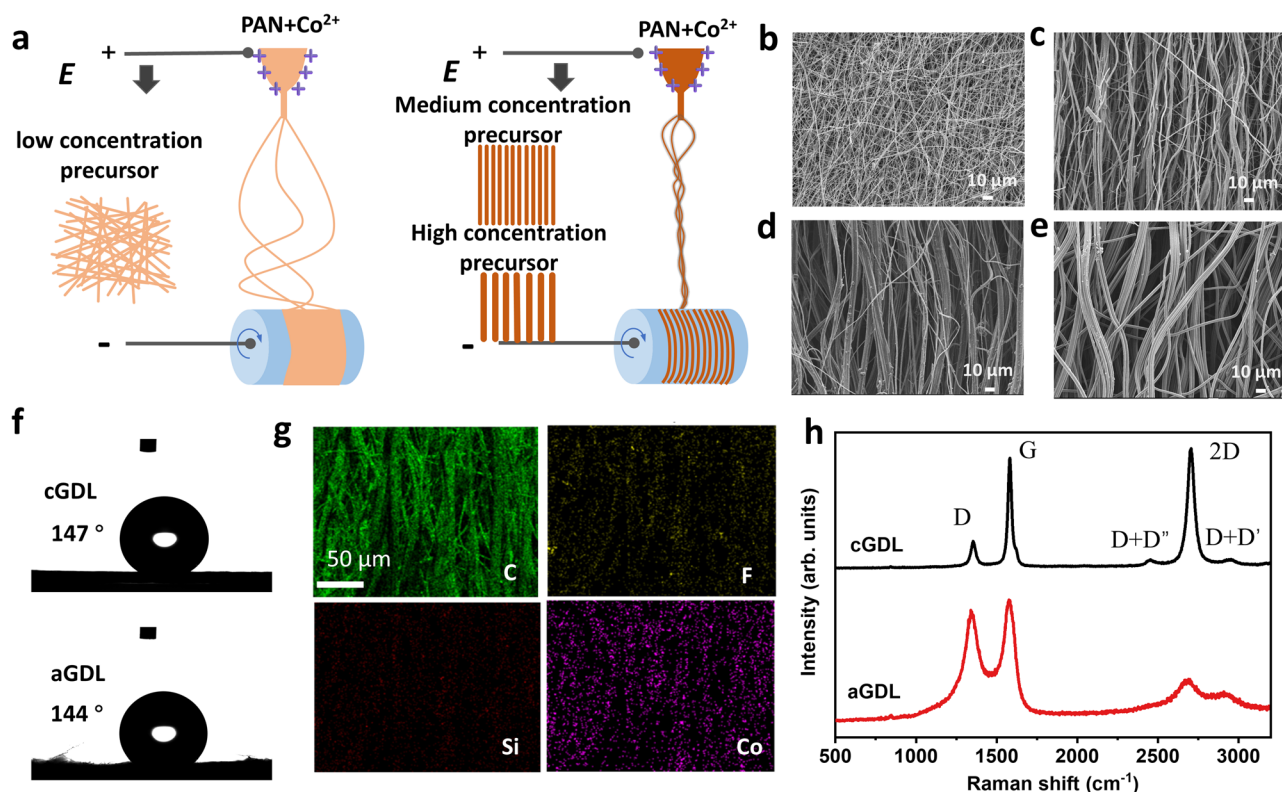 a
+
E
PAN+Co²⁺
low concentration
precursor
-
+
E
PAN+Co²⁺
Medium concentration
precursor
High concentration
precursor
-
b
10 μm
c
10 μm
d
10 μm
e
10 μm
f
cGDL
147 °
aGDL
144 °
g
50 μm
C
F
Si
Co
h
Intensity (arb. units)
D
G
2D
D+D"
D+D'
cGDL
aGDL
500 1000 1500 2000 2500 3000
Raman shift (cm⁻¹)